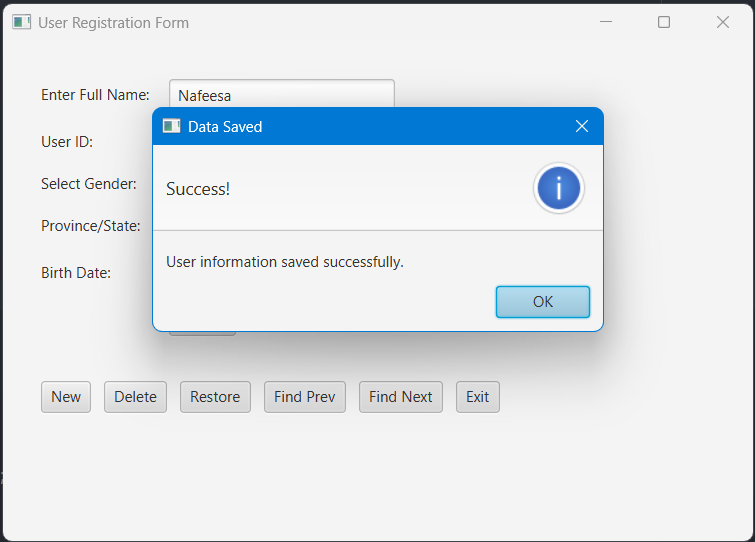 User Registration Form
Enter Full Name: Nafeesa
Data Saved
User ID:
Success!
Select Gender:
Province/State:
User information saved successfully.
Birth Date:
OK
New Delete Restore Find Prev Find Next Exit